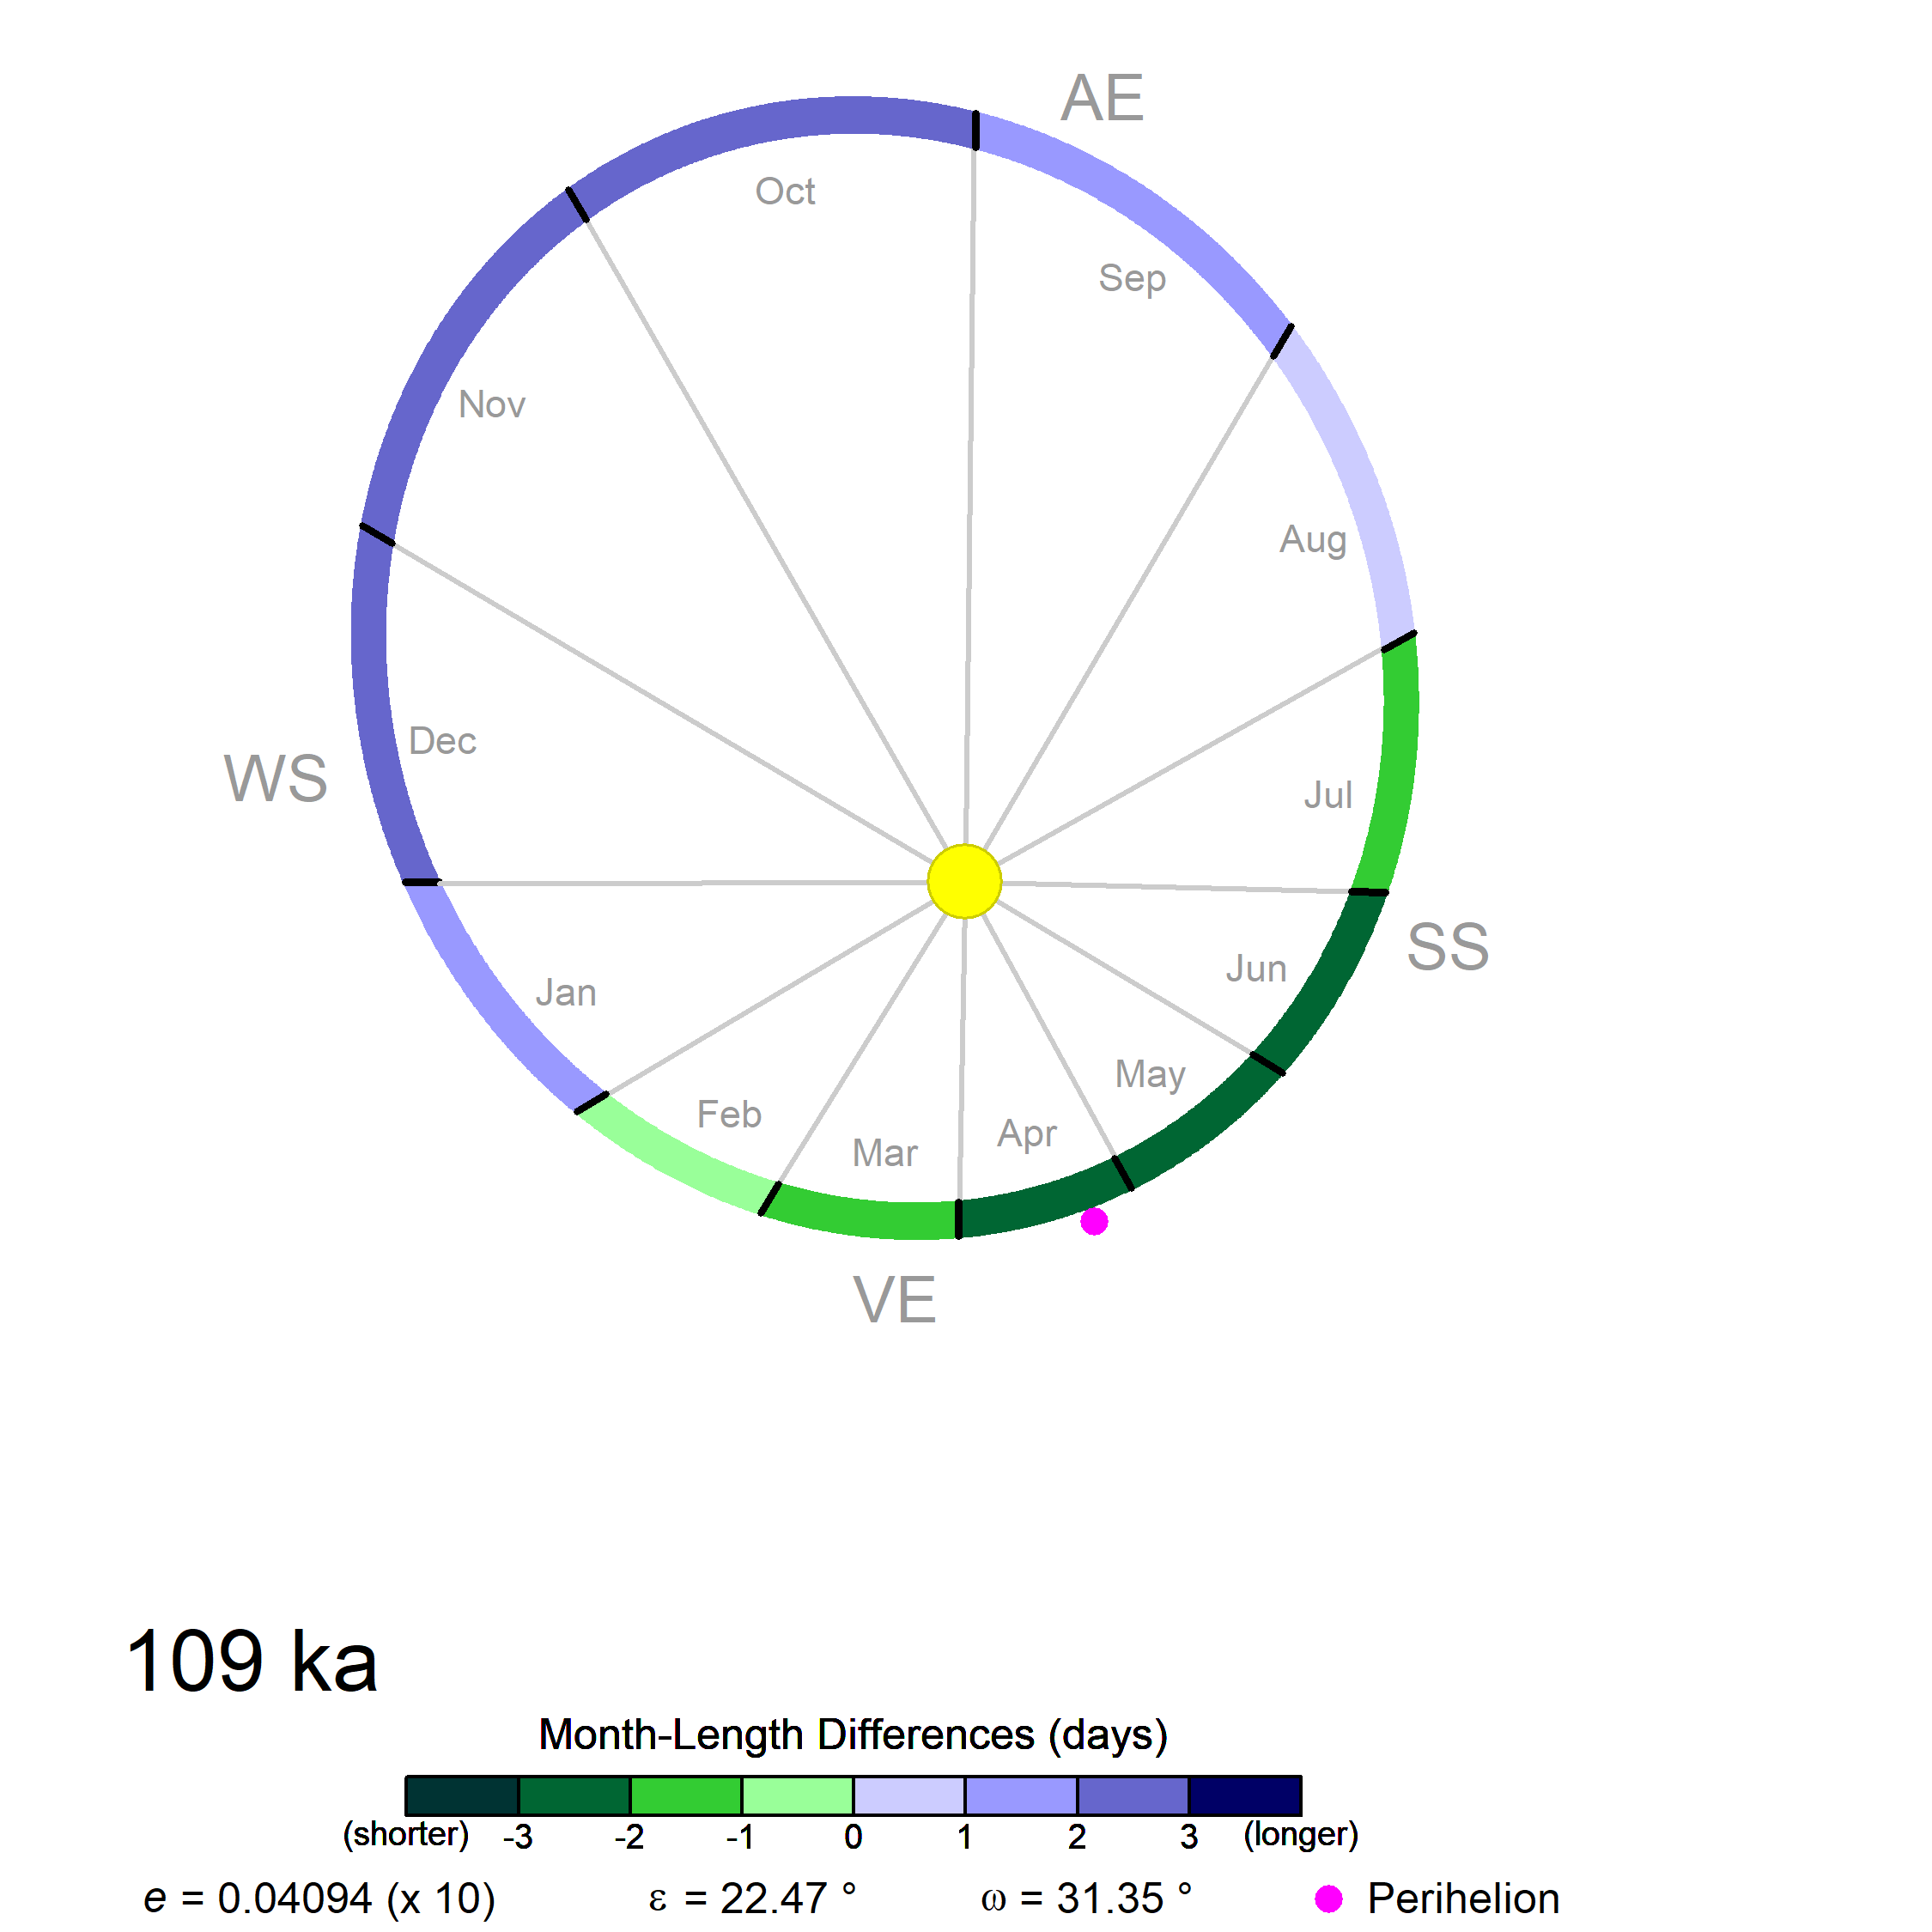 AE
Oct
Sep
Nov
Aug
Dec
WS
Jul
SS
Jun
Jan
May
Feb
Apr
Mar
VE
109 ka
Month-Length Differences (days)
(shorter) -3 -2 -1 0 1 2 3 (longer)
e = 0.04094 (x 10) ε = 22.47 ° ω = 31.35 ° Perihelion